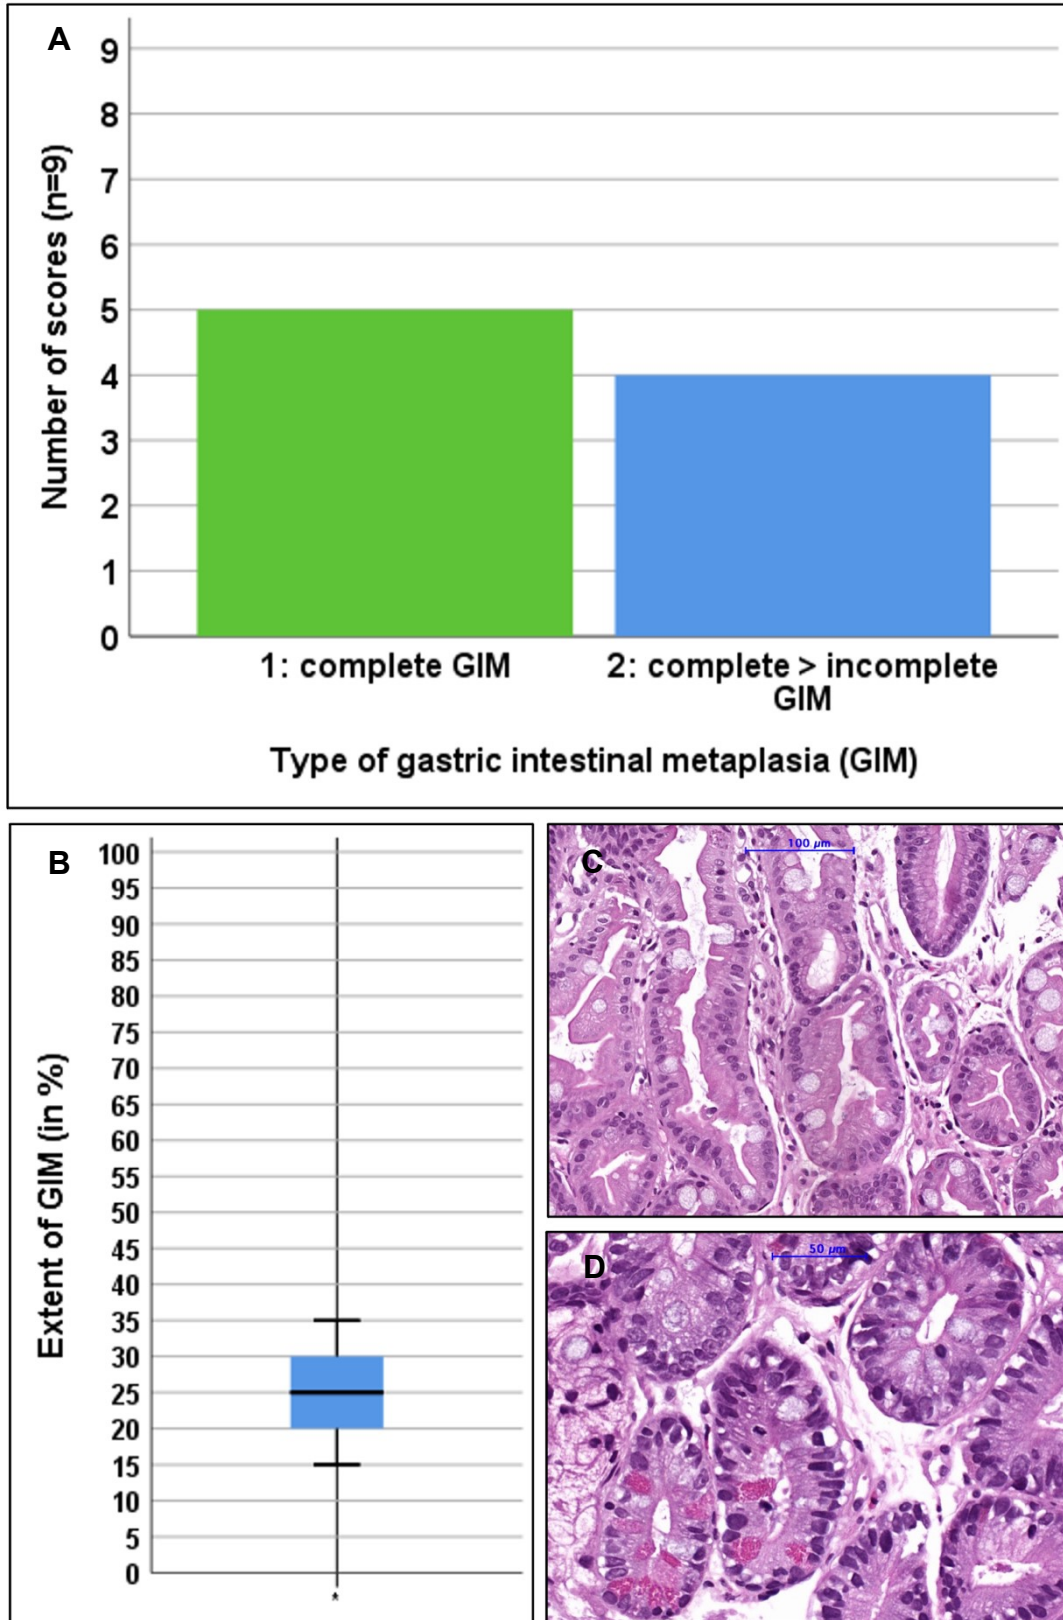 A
Number of scores (n=9)
9
8
7
6
5
4
3
2
1
0
1: complete GIM
2: complete > incomplete
GIM
Type of gastric intestinal metaplasia (GIM)
B
Extent of GIM (in %)
100
95
90
85
80
75
70
65
60
55
50
45
40
35
30
25
20
15
10
5
0
*
C
100 µm
D
50 µm